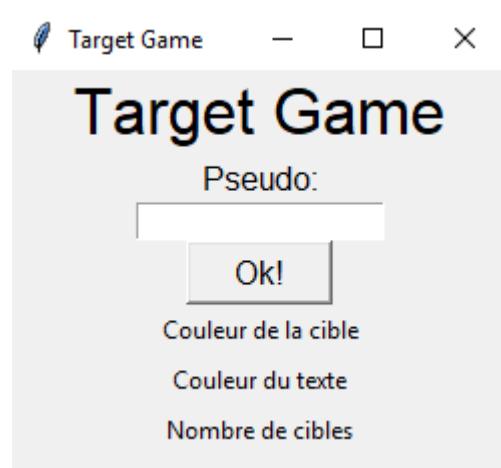 Target Game
Target Game
Pseudo:
Ok!
Couleur de la cible
Couleur du texte
Nombre de cibles